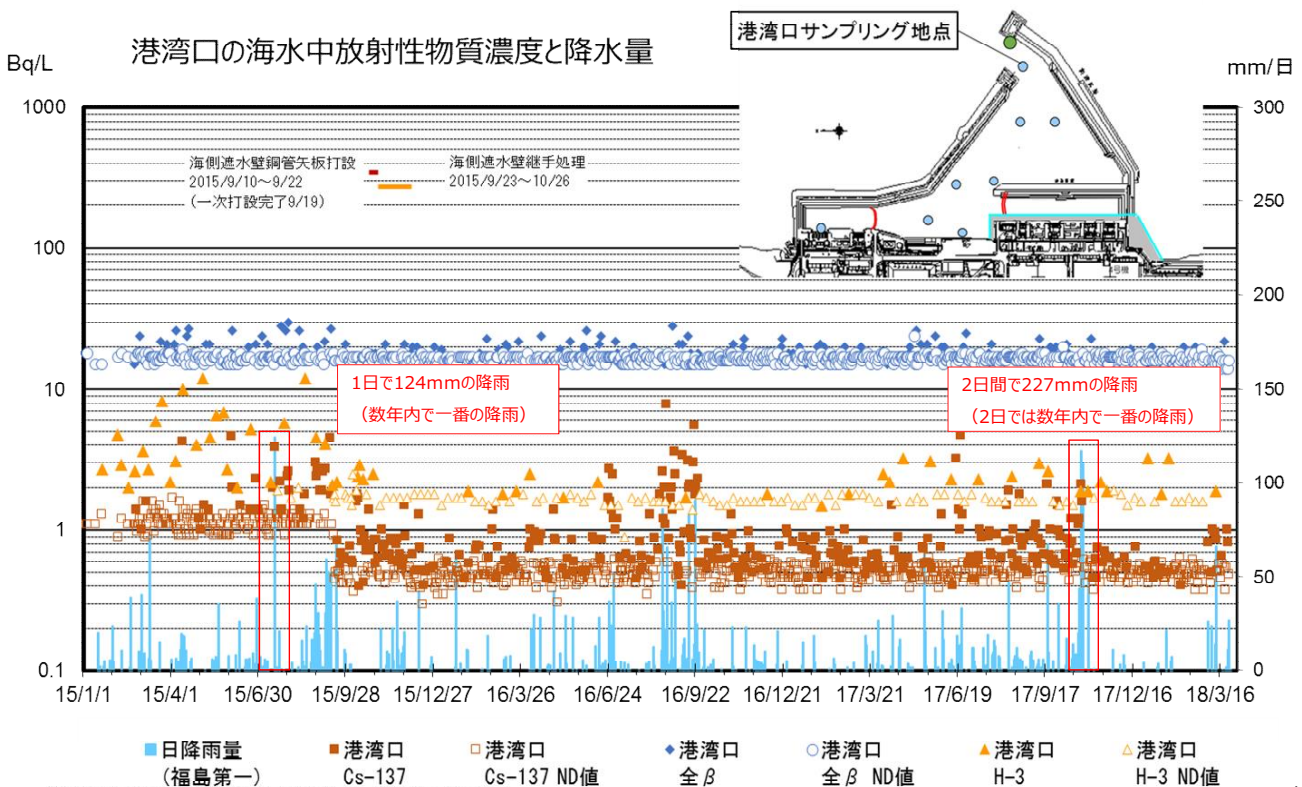 港湾口の海水中放射性物質濃度と降水量
港湾口サンプリング地点
Bq/L
mm/日
1000
100
10
1
0.1
300
250
200
150
100
50
0
海側遮水壁鋼管矢板打設
2015/9/10～9/22
(一次打設完了9/19)
海側遮水壁継手処理
2015/9/23～10/26
1日で124mmの降雨
（数年内で一番の降雨）
2日間で227mmの降雨
（2日では数年内で一番の降雨）
15/1/1
15/4/1
15/6/30
15/9/28
15/12/27
16/3/26
16/6/24
16/9/22
16/12/21
17/3/21
17/6/19
17/9/17
17/12/16
18/3/16
日降雨量
(福島第一)
港湾口
Cs-137
港湾口
Cs-137 ND値
港湾口
全β
港湾口
全β ND値
港湾口
H-3
港湾口
H-3 ND値